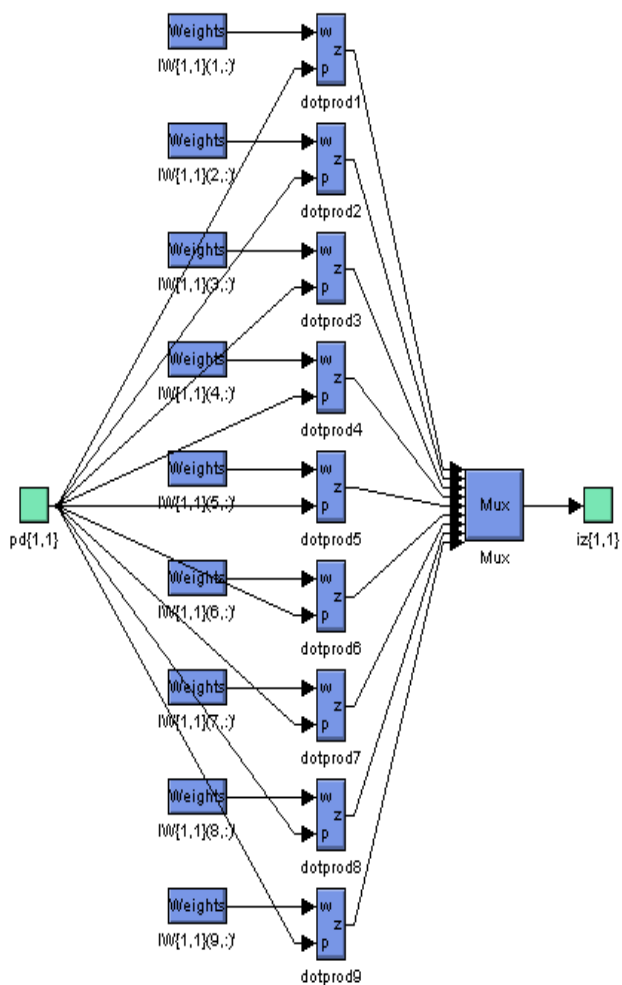 Weights
w
z
p
IW{1,1}(1,:)'
dotprod1
Weights
w
z
p
IW{1,1}(2,:)'
dotprod2
Weights
w
z
p
IW{1,1}(3,:)'
dotprod3
Weights
w
z
p
IW{1,1}(4,:)'
dotprod4
Weights
w
z
p
IW{1,1}(5,:)'
dotprod5
pd{1,1}
Mux
Mux
iz{1,1}
Weights
w
z
p
IW{1,1}(6,:)'
dotprod6
Weights
w
z
p
IW{1,1}(7,:)'
dotprod7
Weights
w
z
p
IW{1,1}(8,:)'
dotprod8
Weights
w
z
p
IW{1,1}(9,:)'
dotprod9